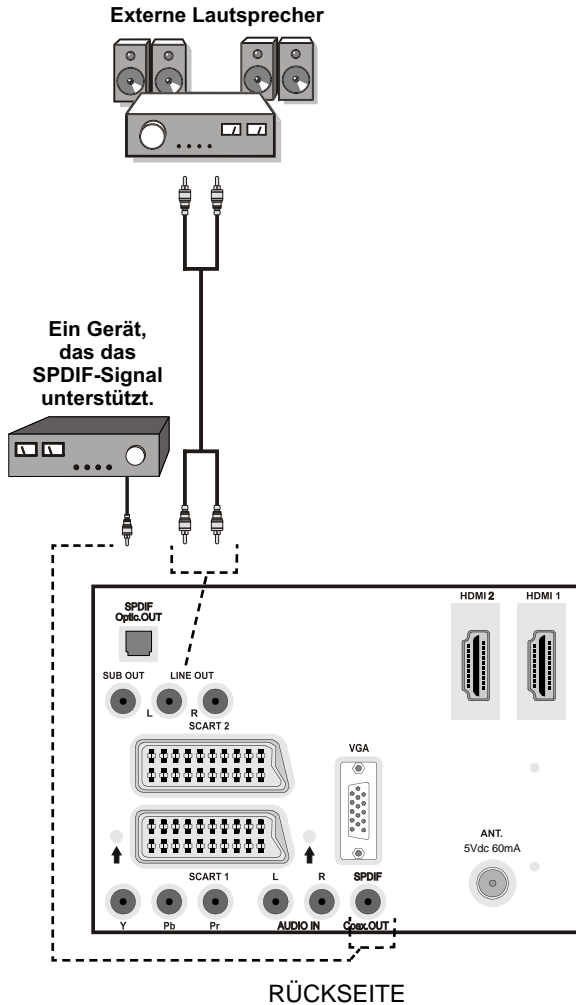 Externe Lautsprecher
Ein Gerät,
das das
SPDIF-Signal
unterstützt.
HDMI 2 HDMI 1
SPDIF
Optic.OUT
SUB OUT LINE OUT
L R
SCART 2
VGA
ANT.
5Vdc 60mA
SCART 1 L R SPDIF
Y Pb Pr AUDIO IN Coax.OUT
RÜCKSEITE